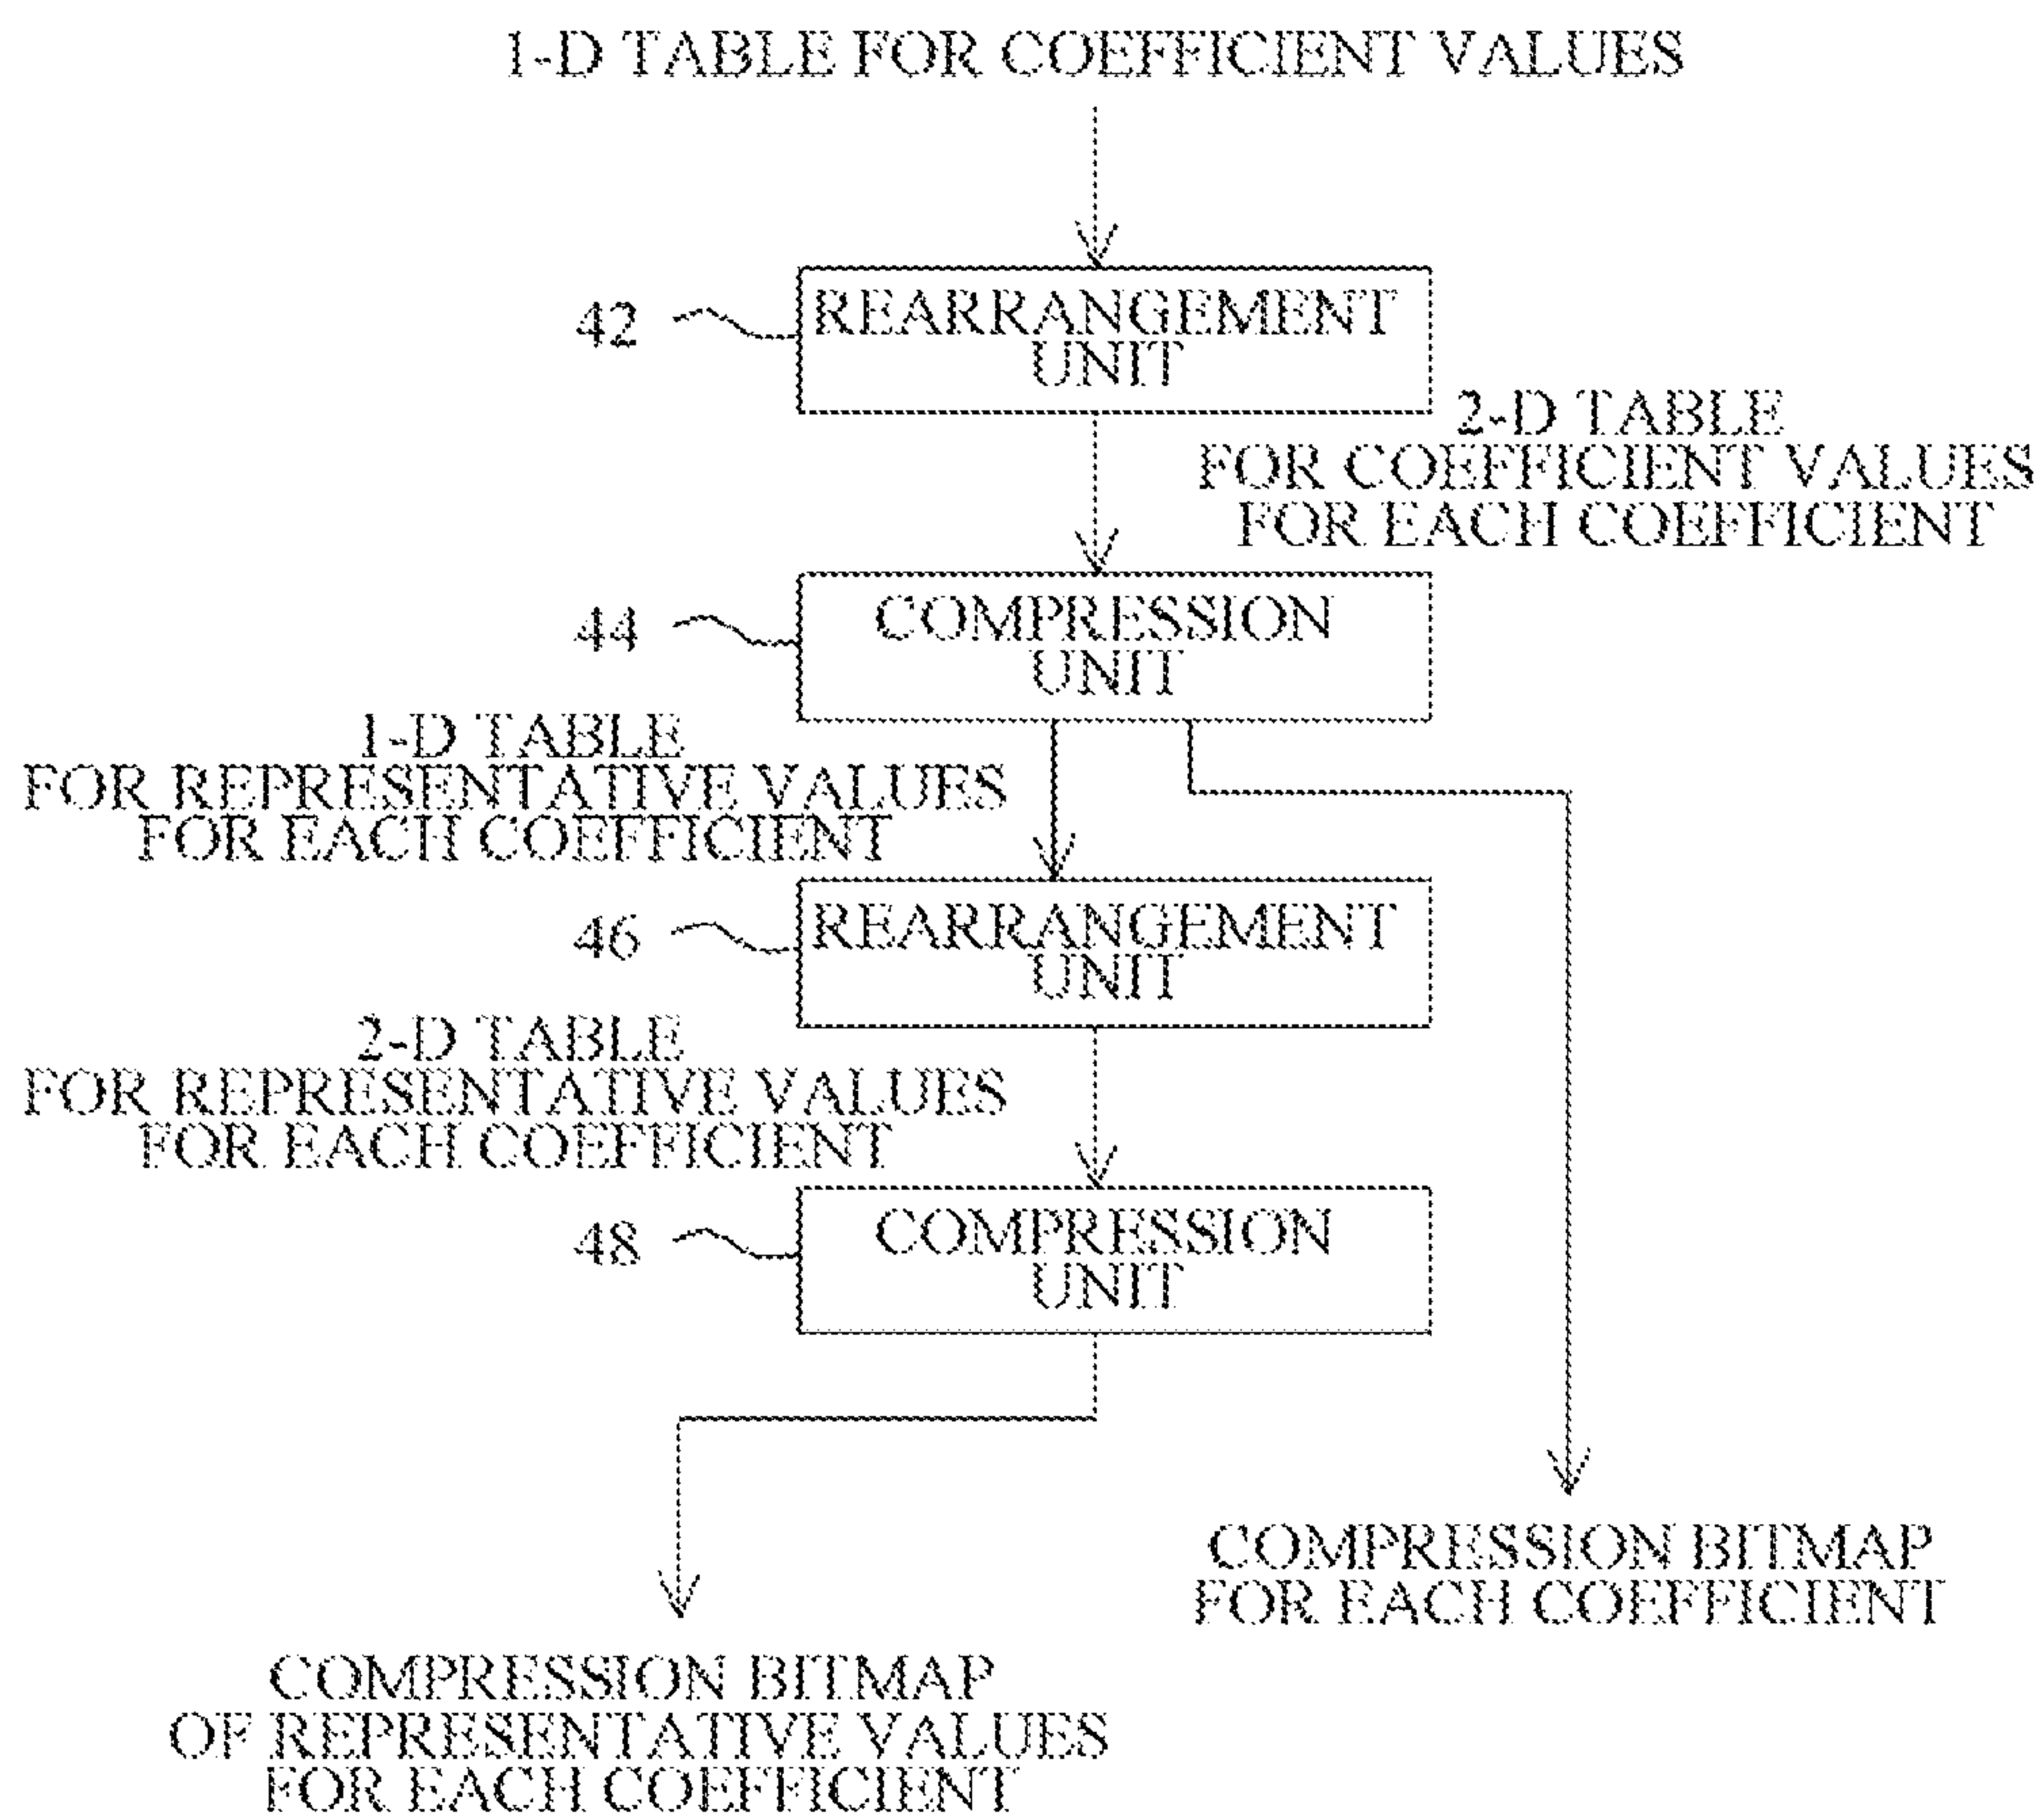 1-D TABLE FOR COEFFICIENT VALUES
42
REARRANGEMENT
UNIT
2-D TABLE
FOR COEFFICIENT VALUES
FOR EACH COEFFICIENT
44
COMPRESSION
UNIT
1-D TABLE
FOR REPRESENTATIVE VALUES
FOR EACH COEFFICIENT
46
REARRANGEMENT
UNIT
2-D TABLE
FOR REPRESENTATIVE VALUES
FOR EACH COEFFICIENT
48
COMPRESSION
UNIT
COMPRESSION BITMAP
FOR EACH COEFFICIENT
COMPRESSION BITMAP
OF REPRESENTATIVE VALUES
FOR EACH COEFFICIENT